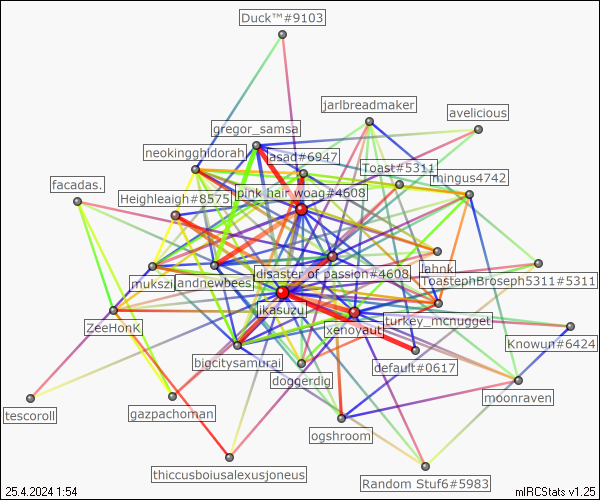 Duck™#9103
jarlbreadmaker
avelicious
gregor_samsa
neokingghidorah
asad#6947
Toast#5311
mingus4742
facadas.
Heighleigh#8575
pink hair woag#4608
mukszi
andnewbees
disaster of passion#4608
lahnk
ToastephBroseph5311#5311
ikasuzu
xenoyaut
turkey_mcnugget
ZeeHonK
Knowun#6424
bigcitysamurai
doggerdig
default#0617
moonraven
tescoroll
gazpachoman
ogshroom
thiccusboiusalexusjoneus
Random Stuf6#5983
25.4.2024 1:54
mIRCStats v1.25